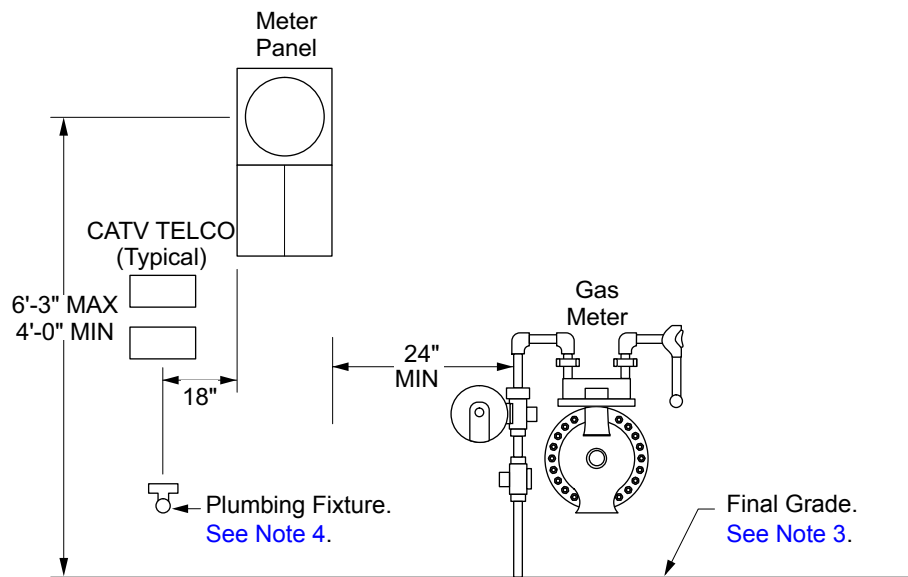 Meter
Panel
CATV TELCO
(Typical)
6'-3" MAX
4'-0" MIN
18"
24"
MIN
Gas
Meter
Plumbing Fixture.
See Note 4.
Final Grade.
See Note 3.